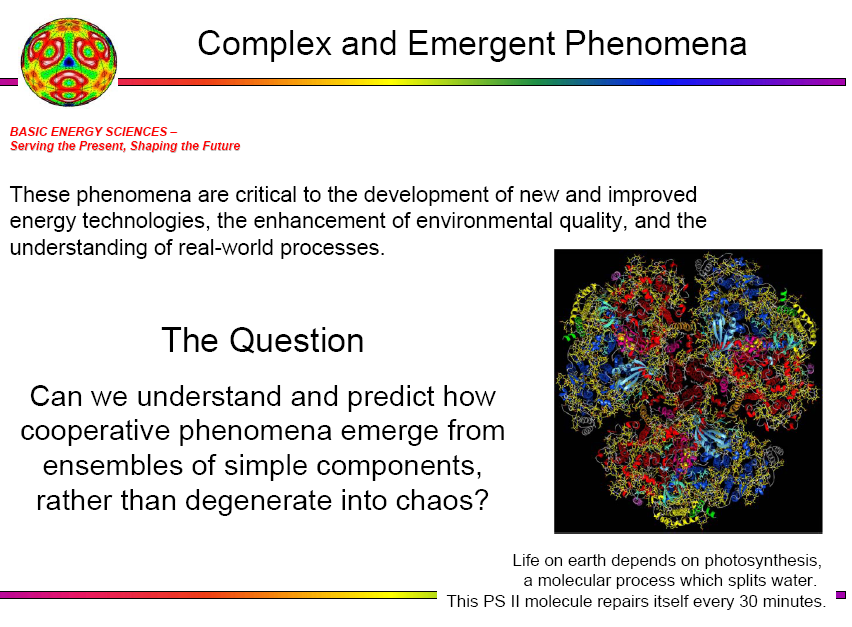 Complex and Emergent Phenomena
BASIC ENERGY SCIENCES –
Serving the Present, Shaping the Future
These phenomena are critical to the development of new and improved
energy technologies, the enhancement of environmental quality, and the
understanding of real-world processes.
The Question
Can we understand and predict how
cooperative phenomena emerge from
ensembles of simple components,
rather than degenerate into chaos?
Life on earth depends on photosynthesis,
a molecular process which splits water.
This PS II molecule repairs itself every 30 minutes.